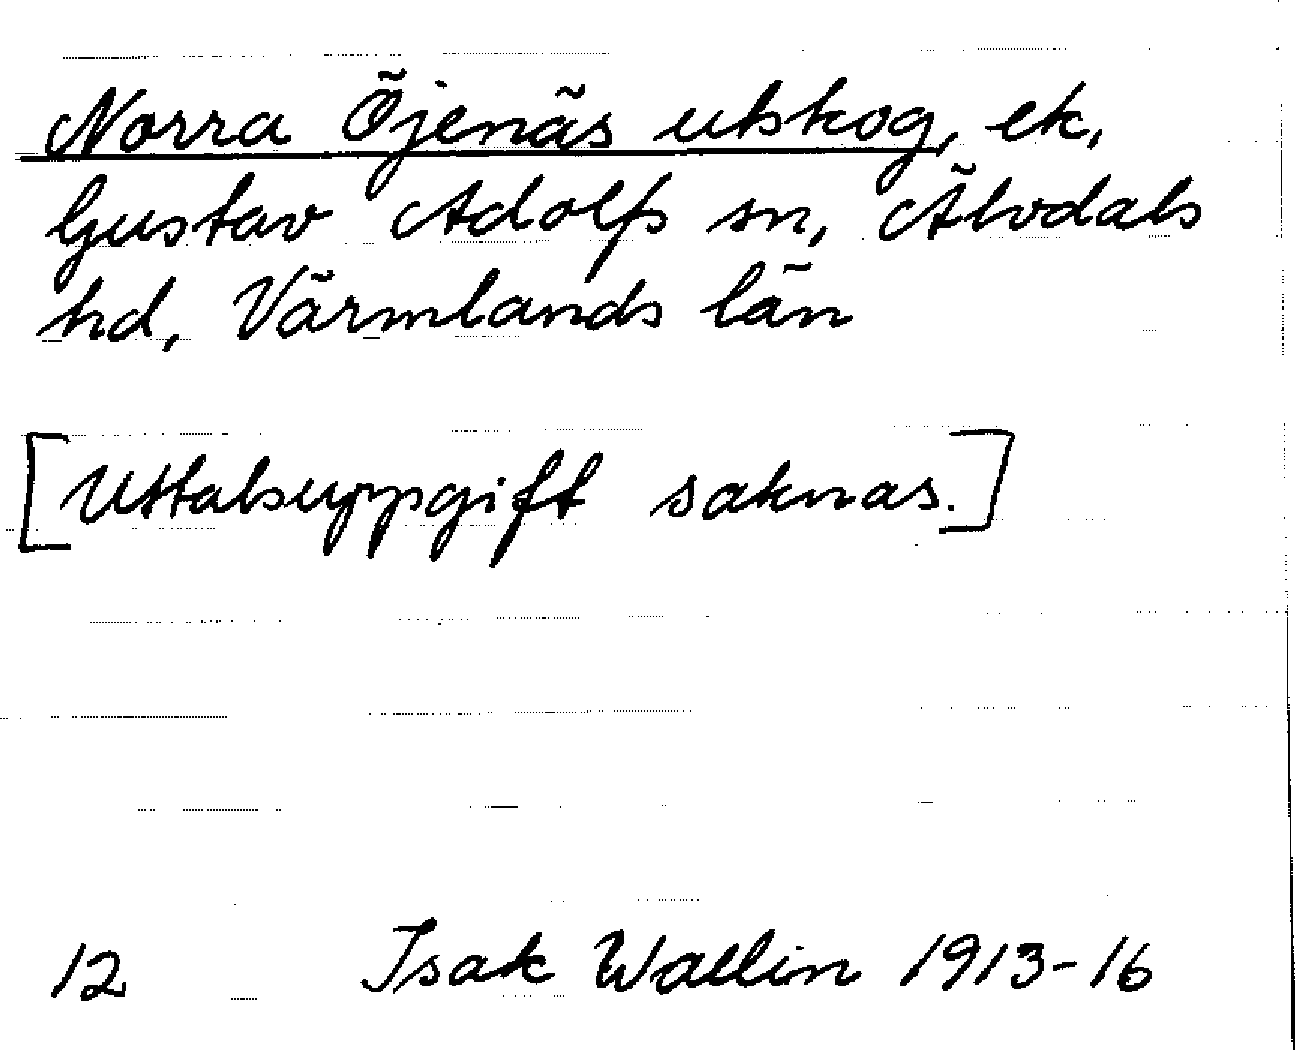 Norra Öjenäs utskog, ek,
Gustav Adolfs sn, Älvdals
hd, Värmlands län
[Uttalsuppgift saknas.]
12 Isak Wallin 1913-16